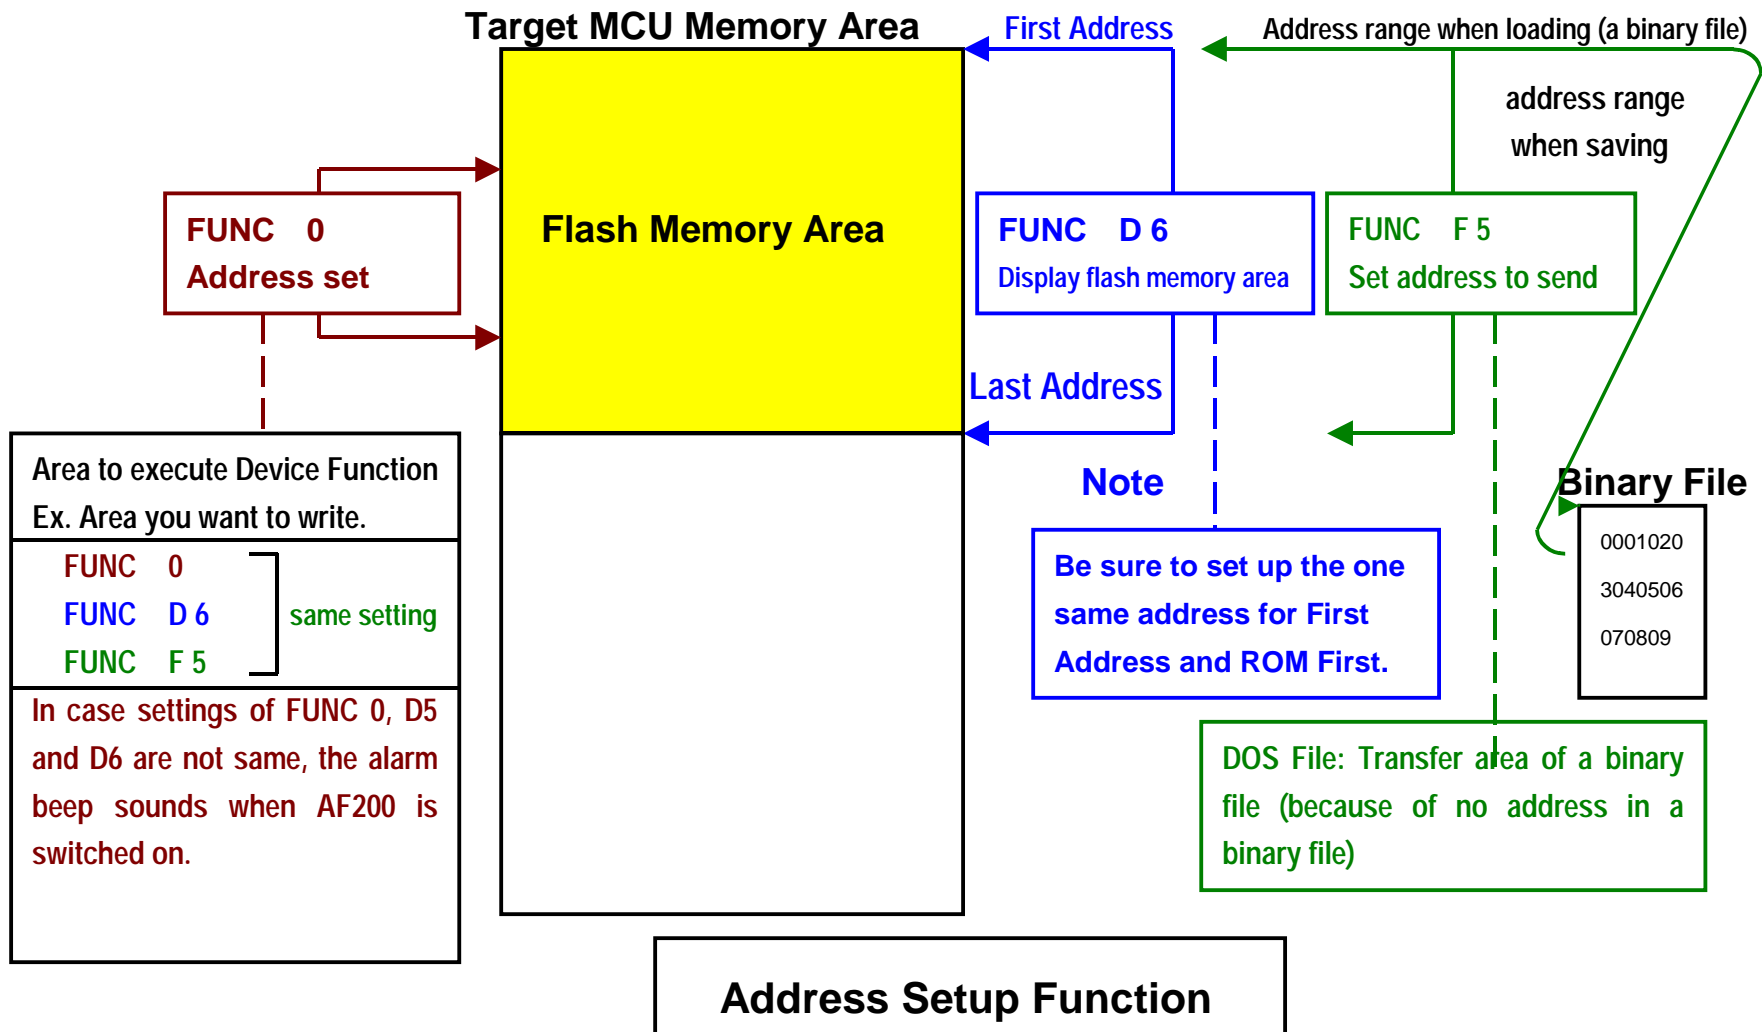 Target MCU Memory Area
First Address
Address range when loading (a binary file)
address range
when saving
FUNC 0
Address set
Flash Memory Area
FUNC D 6
Display flash memory area
FUNC F 5
Set address to send
Last Address
Area to execute Device Function
Ex. Area you want to write.
FUNC 0
FUNC D 6
FUNC F 5
same setting
In case settings of FUNC 0, D5
and D6 are not same, the alarm
beep sounds when AF200 is
switched on.
Note
Be sure to set up the one
same address for First
Address and ROM First.
Binary File
0001020
3040506
070809
DOS File: Transfer area of a binary
file (because of no address in a
binary file)
Address Setup Function